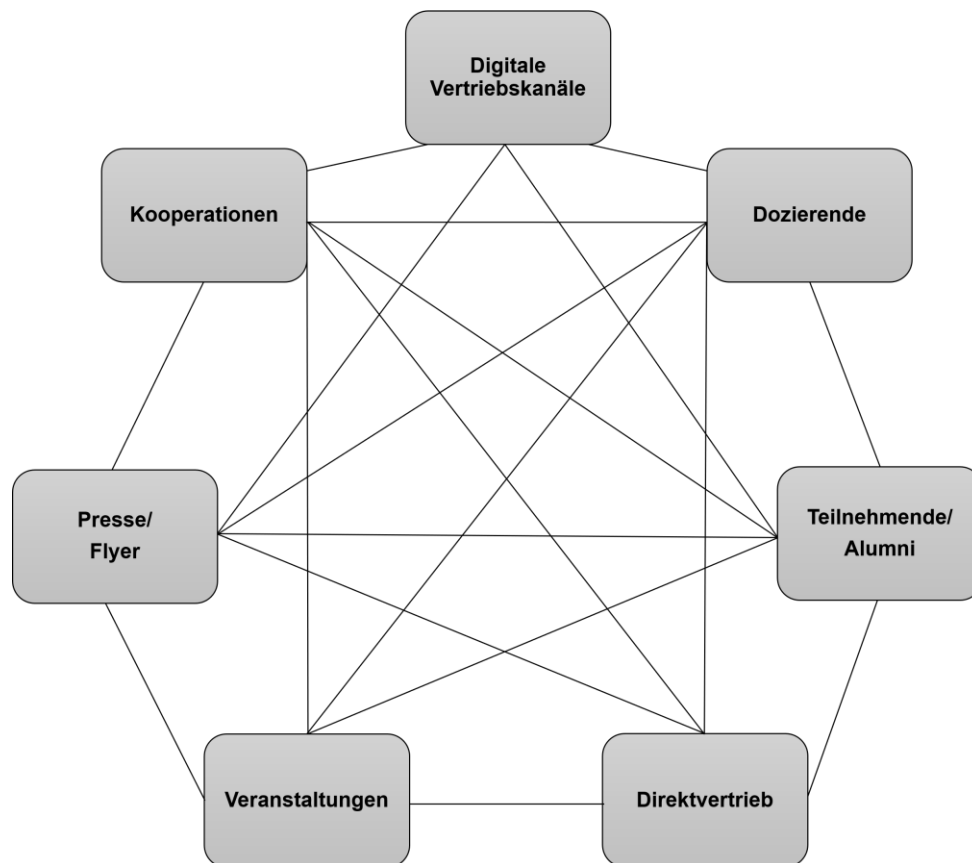 Digitale
Vertriebskanäle
Kooperationen
Dozierende
Presse/
Flyer
Teilnehmende/
Alumni
Veranstaltungen
Direktvertrieb